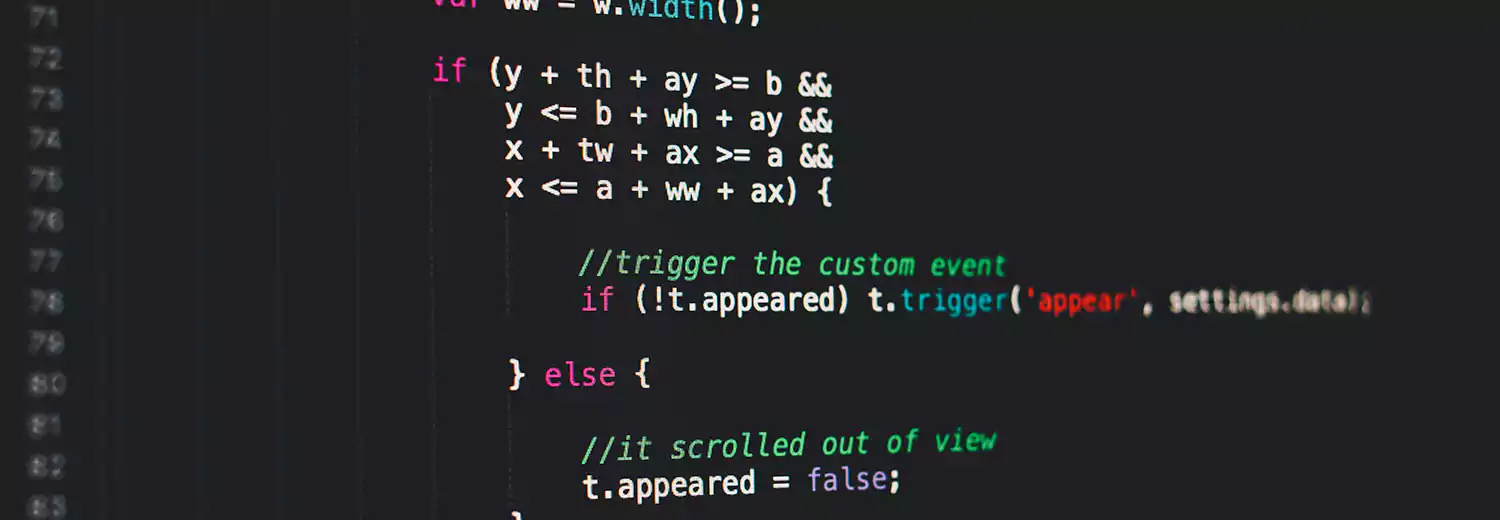 71
var ww = w.width();
72
73
if (y + th + ay >= b &&
74
y <= b + wh + ay &&
75
x + tw + ax >= a &&
76
x <= a + ww + ax) {
77
//trigger the custom event
78
if (!t.appeared) t.trigger('appear', settings.data);
79
80
} else {
81
82
//it scrolled out of view
83
t.appeared = false;
}